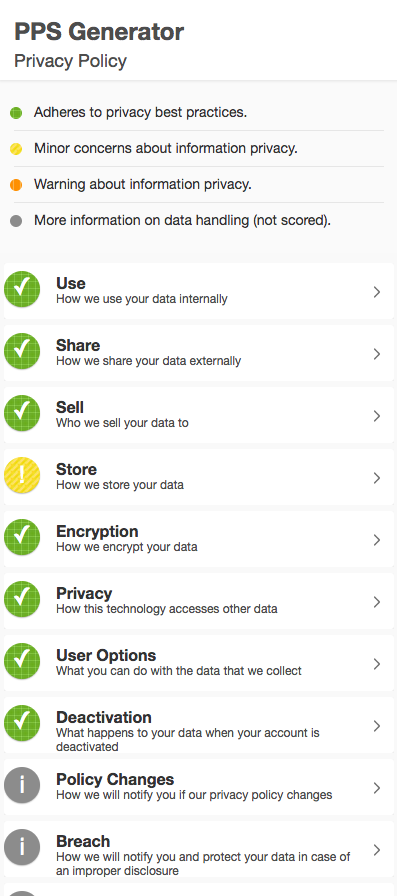 PPS Generator
Privacy Policy
Adheres to privacy best practices.
Minor concerns about information privacy.
Warning about information privacy.
More information on data handling (not scored).
Use
How we use your data internally
Share
How we share your data externally
Sell
Who we sell your data to
Store
How we store your data
Encryption
How we encrypt your data
Privacy
How this technology accesses other data
User Options
What you can do with the data that we collect
Deactivation
What happens to your data when your account is
deactivated
Policy Changes
How we will notify you if our privacy policy changes
Breach
How we will notify you and protect your data in case of
an improper disclosure